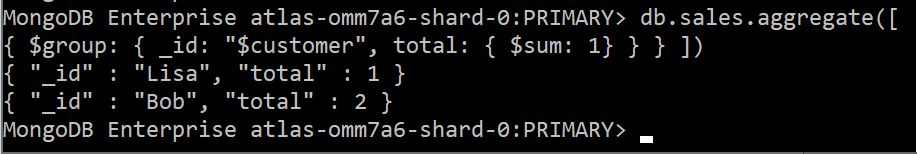 MongoDB Enterprise atlas-omm7a6-shard-0:PRIMARY> db.sales.aggregate([
{ $group: { _id: "$customer", total: { $sum: 1} } } ])
{ "_id" : "Lisa", "total" : 1 }
{ "_id" : "Bob", "total" : 2 }
MongoDB Enterprise atlas-omm7a6-shard-0:PRIMARY>